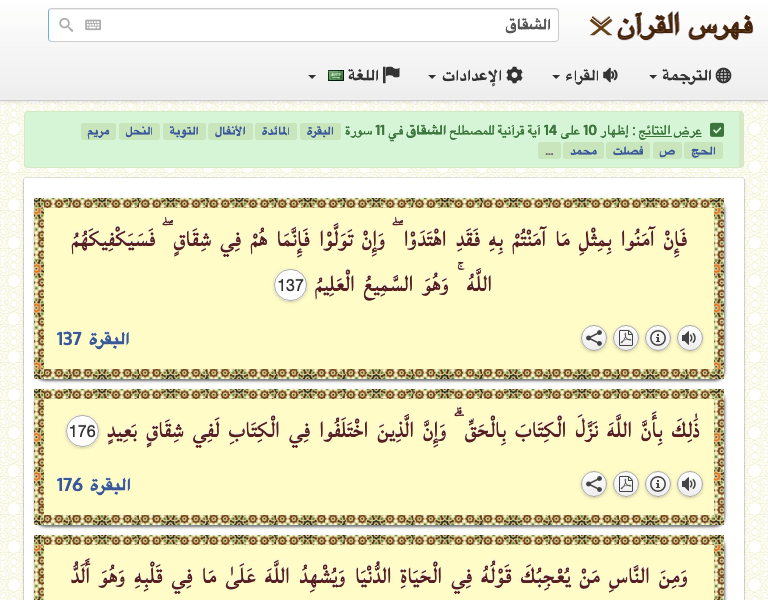 فهرس القرآن
الشقاق
الترجمة القراء الإعدادات اللغة
عرض النتائج : إظهار 10 على 14 آية قرآنية للمصطلح الشقاق في 11 سورة البقرة المائدة الأنفال التوبة النحل مريم
الحج ص فصلت محمد ...
فَإِنْ آمَنُوا بِمِثْلِ مَا آمَنْتُمْ بِهِ فَقَدِ اهْتَدَوْا ۖ وَإِنْ تَوَلَّوْا فَإِنَّمَا هُمْ فِي شِقَاقٍ ۖ فَسَيَكْفِيكَهُمُ
اللَّهُ ۚ وَهُوَ السَّمِيعُ الْعَلِيمُ 137
البقرة 137
ذَٰلِكَ بِأَنَّ اللَّهَ نَزَّلَ الْكِتَابَ بِالْحَقِّ ۗ وَإِنَّ الَّذِينَ اخْتَلَفُوا فِي الْكِتَابِ لَفِي شِقَاقٍ بَعِيدٍ 176
البقرة 176
وَمِنَ النَّاسِ مَنْ يُعْجِبُكَ قَوْلُهُ فِي الْحَيَاةِ الدُّنْيَا وَيُشْهِدُ اللَّهَ عَلَىٰ مَا فِي قَلْبِهِ وَهُوَ أَلَدُّ